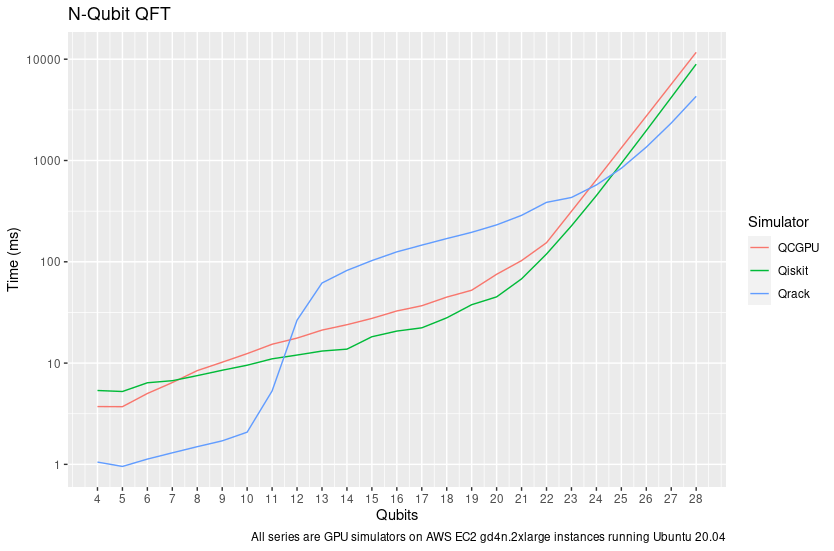 N-Qubit QFT
Time (ms)
10000
1000
100
10
1
4 5 6 7 8 9 10 11 12 13 14 15 16 17 18 19 20 21 22 23 24 25 26 27 28
Qubits
Simulator
QCGPU
Qiskit
Qrack
All series are GPU simulators on AWS EC2 gd4n.2xlarge instances running Ubuntu 20.04